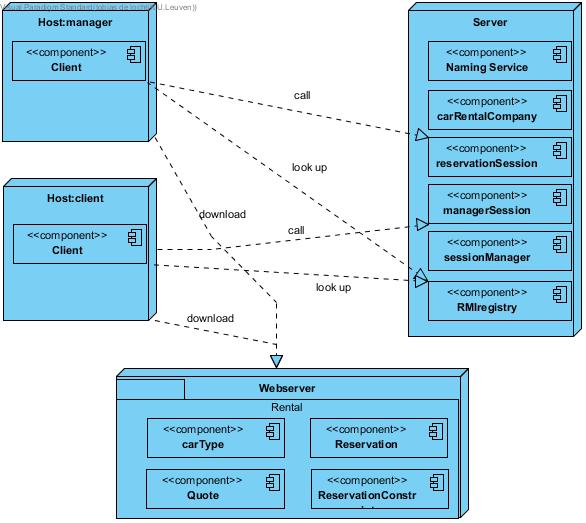 Visual Paradigm Standard(tobias de locht(K.U.Leuven))
Host:manager
<<component>>
Client
Host:client
<<component>>
Client
call
look up
download
call
look up
download
Server
<<component>>
Naming Service
<<component>>
carRentalCompany
<<component>>
reservationSession
<<component>>
managerSession
<<component>>
sessionManager
<<component>>
RMIregistry
Webserver
Rental
<<component>>
carType
<<component>>
Reservation
<<component>>
Quote
<<component>>
ReservationConstr